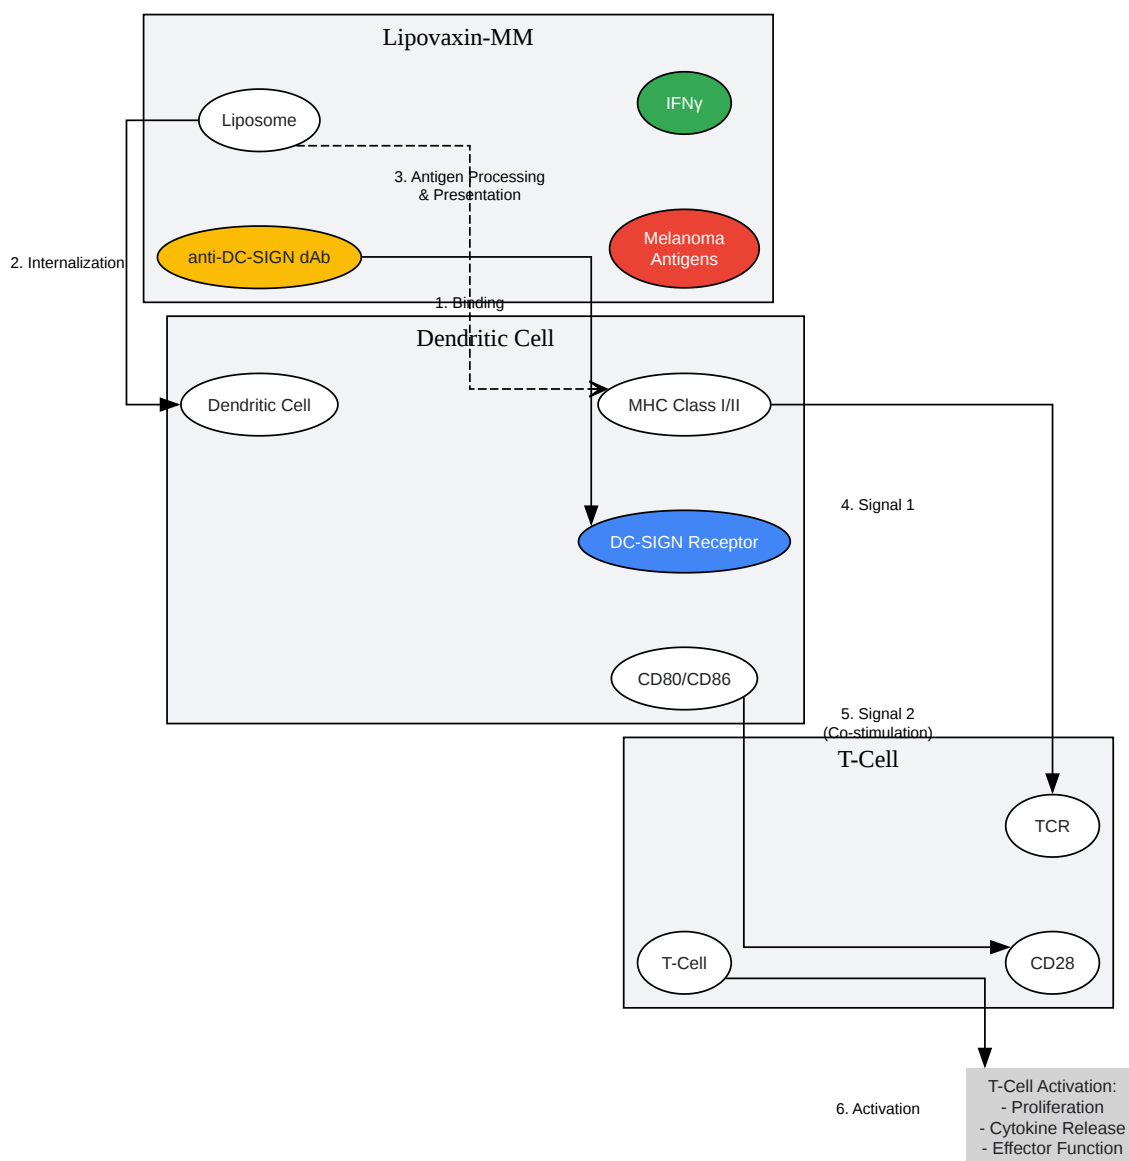 Lipovaxin-MM
IFNγ
Liposome
3. Antigen Processing
& Presentation
Melanoma
Antigens
anti-DC-SIGN dAb
2. Internalization
1. Binding
Dendritic Cell
Dendritic Cell
MHC Class I/II
4. Signal 1
DC-SIGN Receptor
CD80/CD86
5. Signal 2
(Co-stimulation)
T-Cell
TCR
T-Cell
CD28
6. Activation
T-Cell Activation:
- Proliferation
- Cytokine Release
- Effector Function